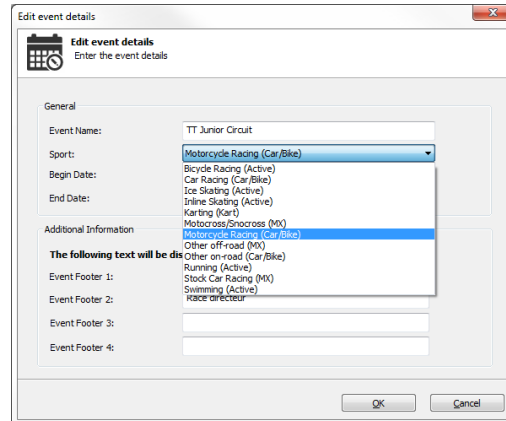 Edit event details
Edit event details
Enter the event details
General
Event Name: TT Junior Circuit
Sport: Motorcycle Racing (Car/Bike)
Begin Date:
End Date:
Bicycle Racing (Active)
Car Racing (Car/Bike)
Ice Skating (Active)
Inline Skating (Active)
Karting (Kart)
Motocross/Snocross (MX)
Motorcycle Racing (Car/Bike)
Other off-road (MX)
Other on-road (Car/Bike)
Running (Active)
Stock Car Racing (MX)
Swimming (Active)
Additional Information
The following text will be dis
Event Footer 1:
Event Footer 2: Race directeur
Event Footer 3:
Event Footer 4:
OK Cancel